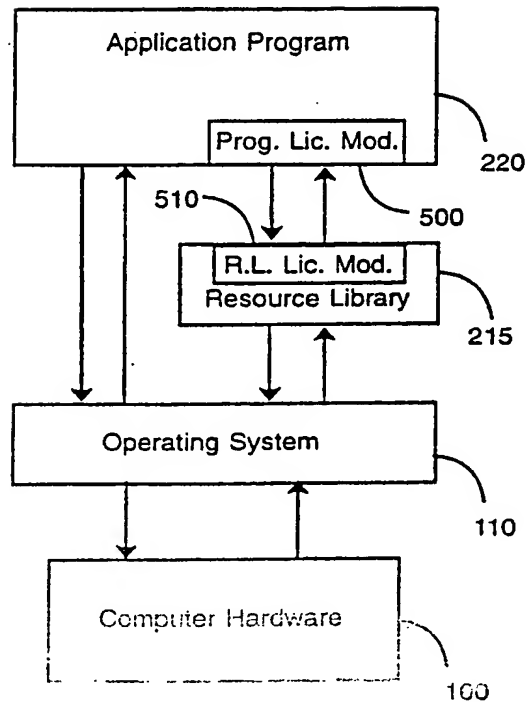 Application Program
Prog. Lic. Mod.
220
500
510
R.L. Lic. Mod.
Resource Library
215
Operating System
110
Computer Hardware
100